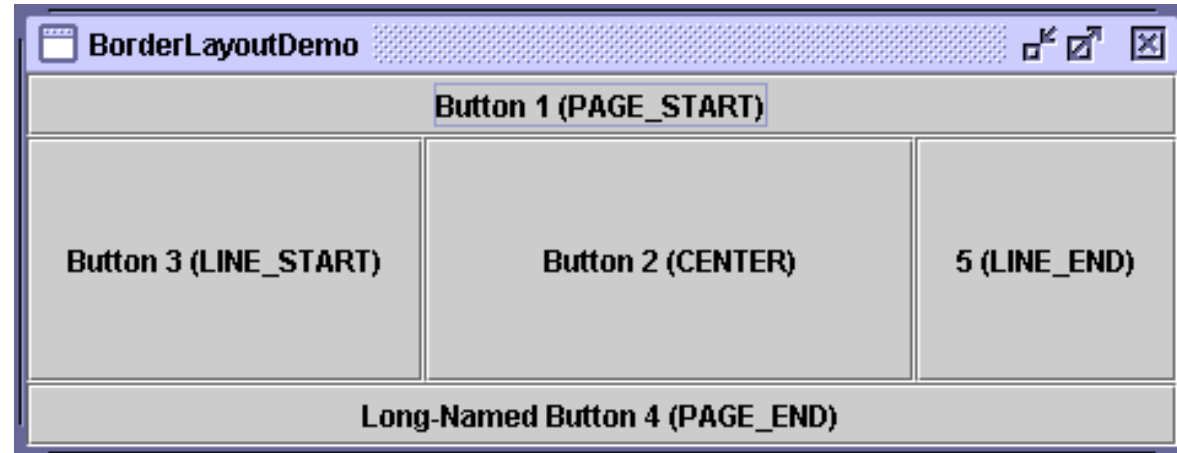 BorderLayoutDemo
Button 1 (PAGE_START)
Button 3 (LINE_START)
Button 2 (CENTER)
5 (LINE_END)
Long-Named Button 4 (PAGE_END)